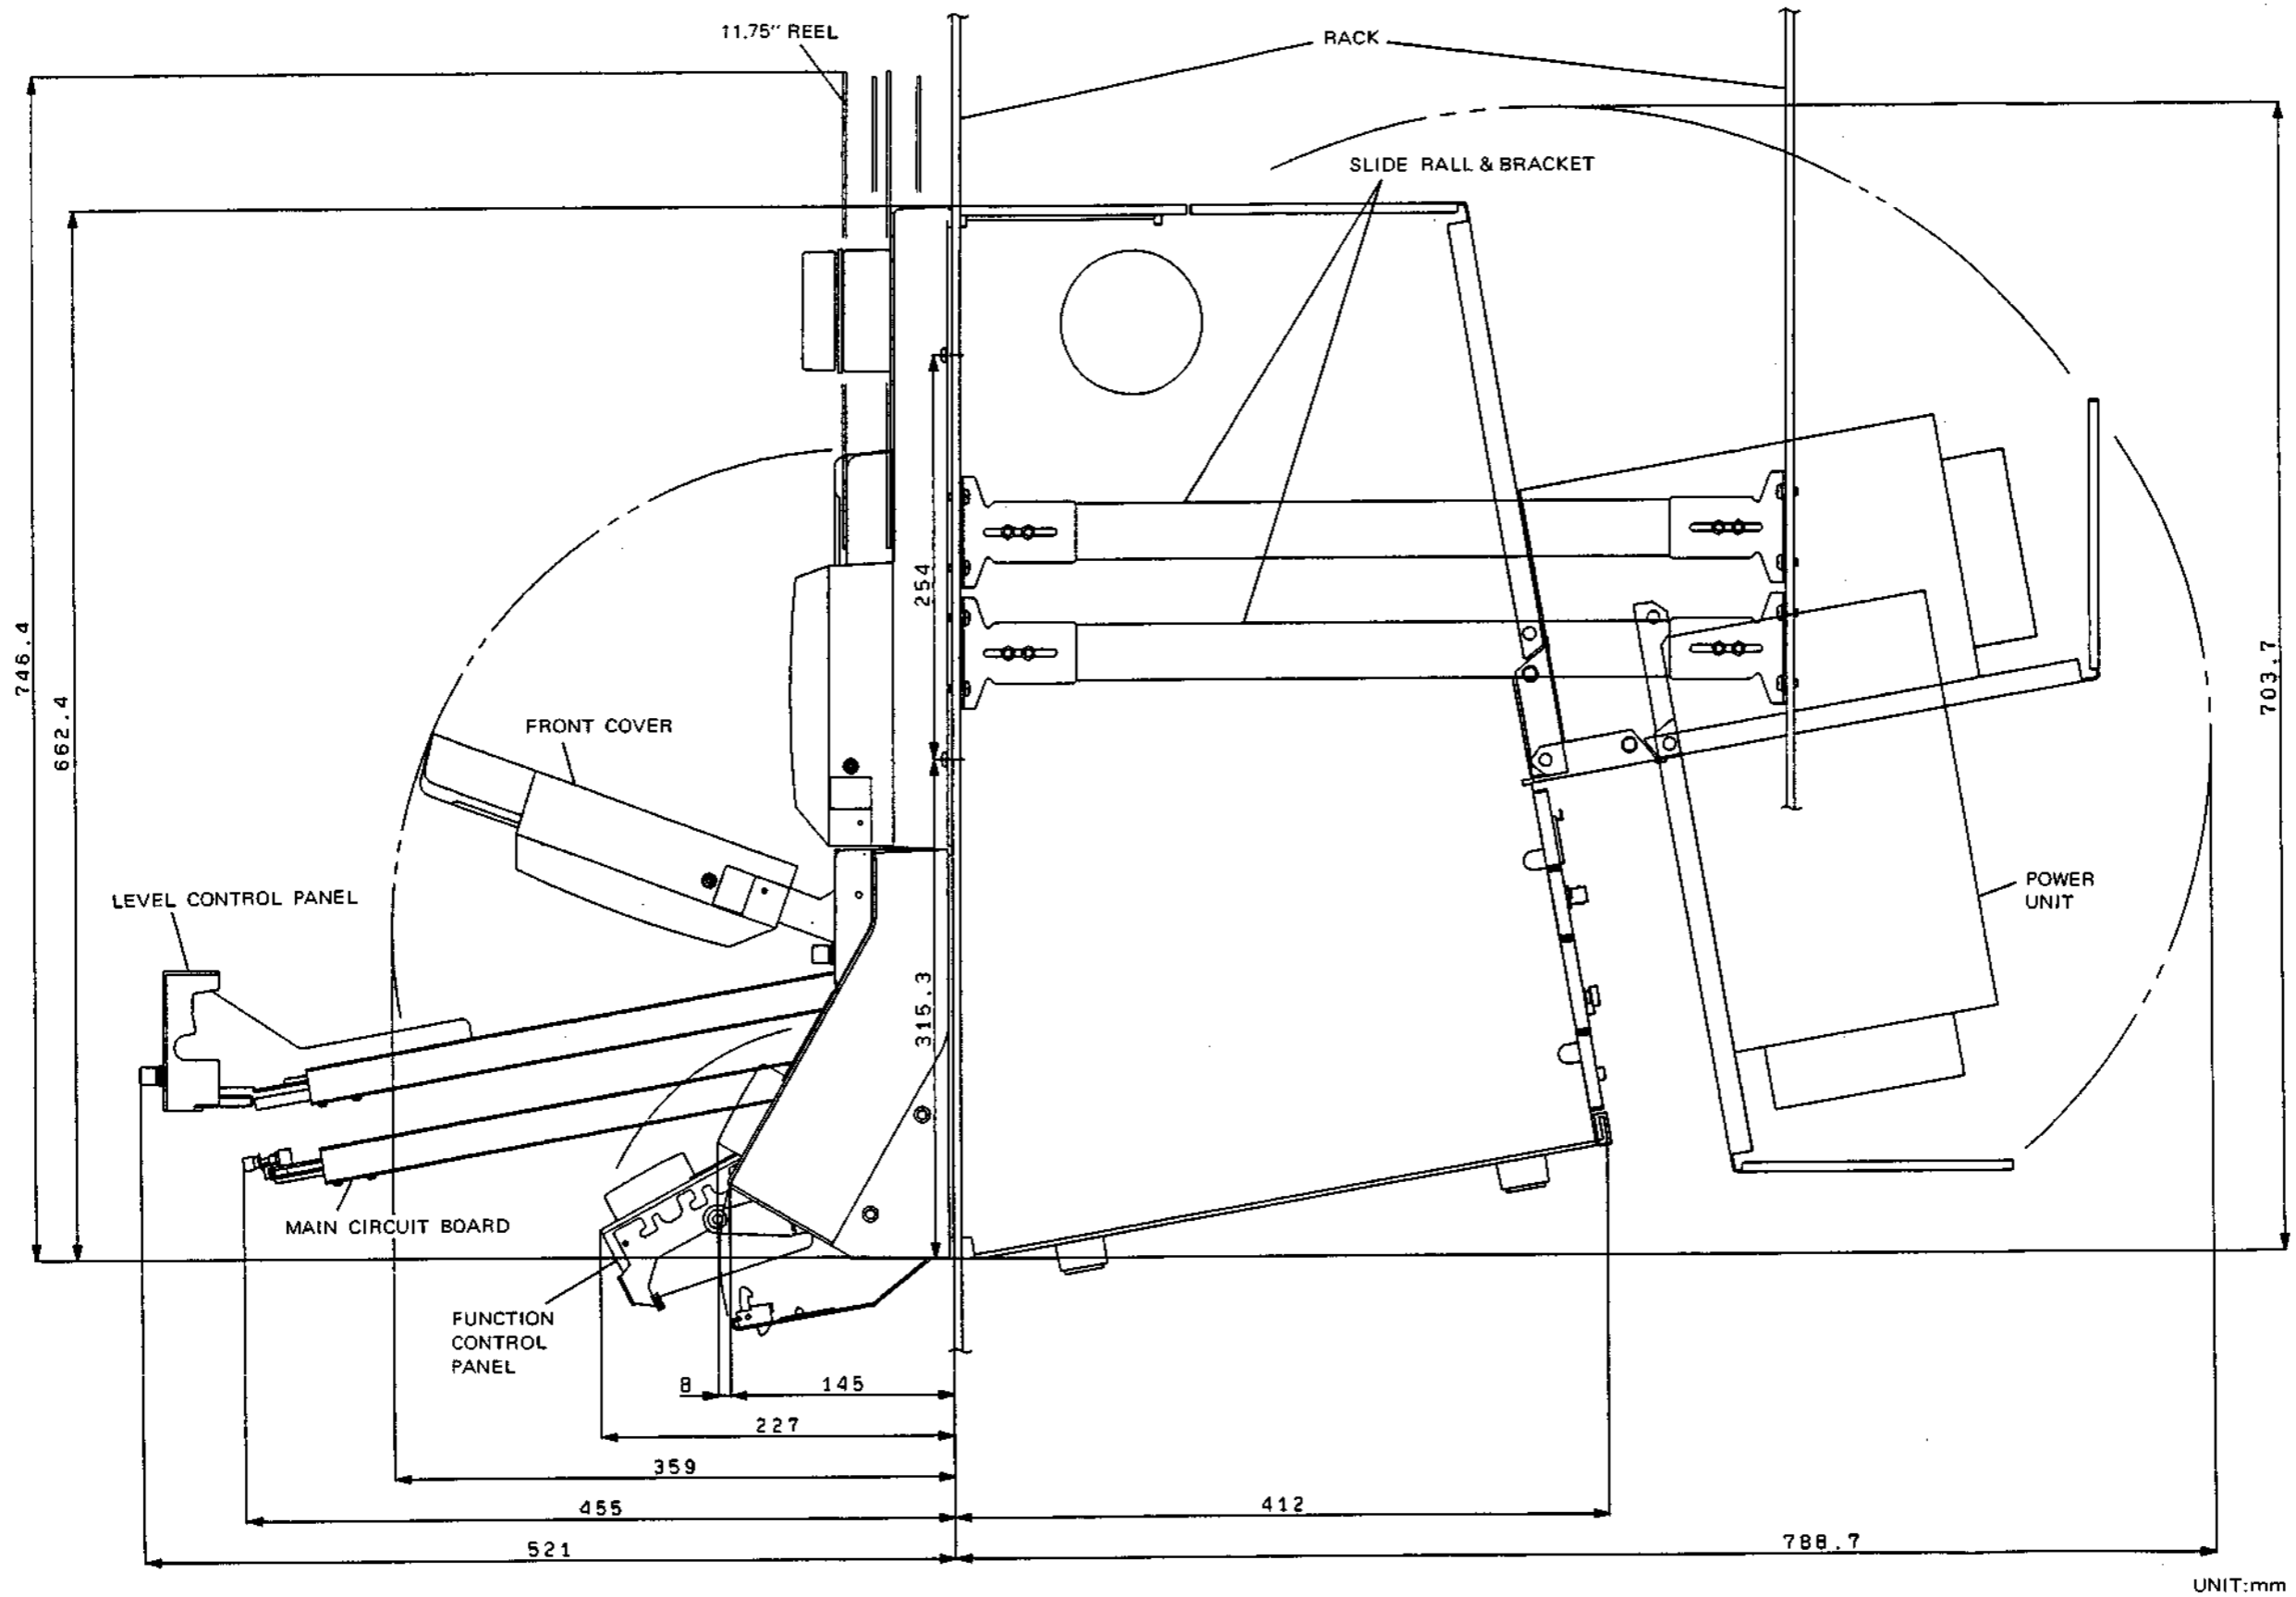 11.75" REEL
RACK
SLIDE RALL & BRACKET
254
746.4
662.4
703.7
FRONT COVER
LEVEL CONTROL PANEL
POWER
UNIT
315.3
MAIN CIRCUIT BOARD
FUNCTION
CONTROL
PANEL
8
145
227
359
455
412
521
788.7
UNIT:mm